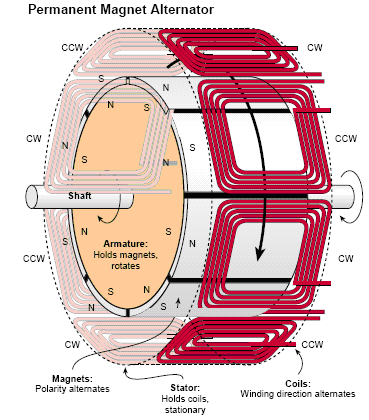 Permanent Magnet Alternator
CCW
CW
S
N
N
S
CW
CCW
N
S
N
S
Shaft
S
N
S
N
Armature:
Holds magnets,
rotates
CCW
CW
S
N
N
S
CW
CCW
Magnets:
Polarity alternates
Stator:
Holds coils,
stationary
Coils:
Winding direction alternates